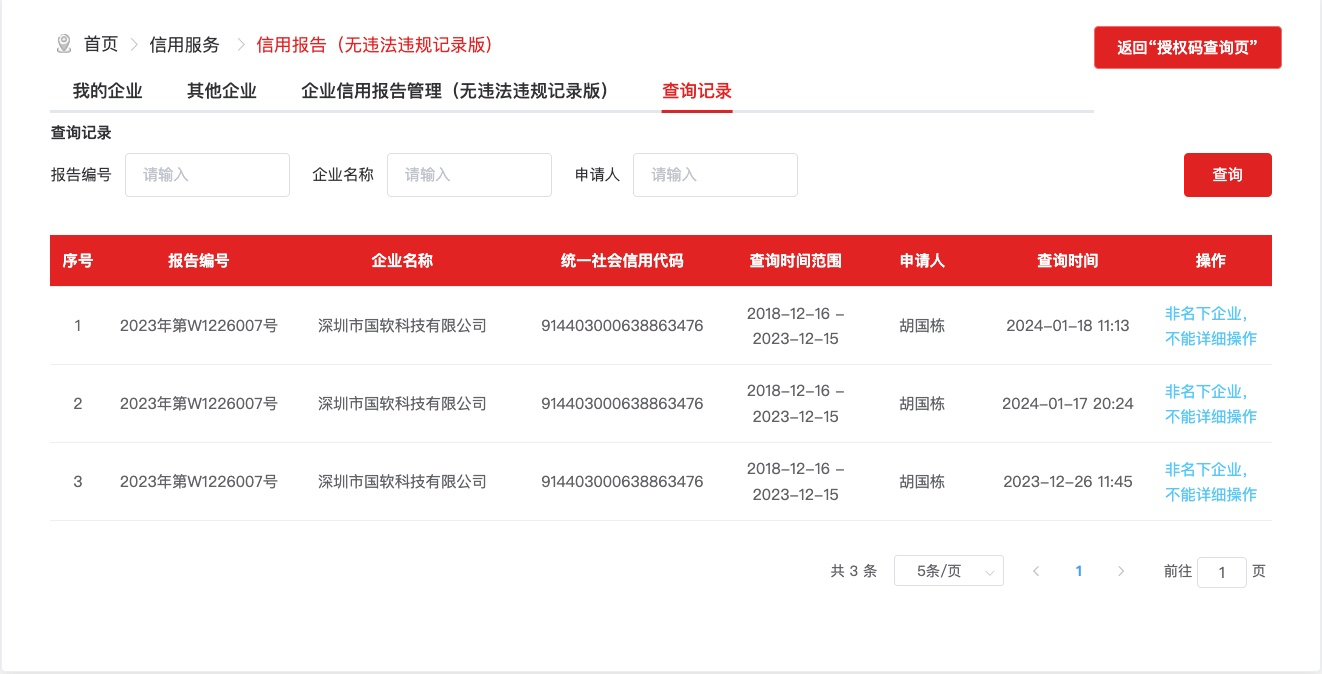 首页 信用服务 信用报告（无违法违规记录版）
返回“授权码查询页”
我的企业 其他企业 企业信用报告管理（无违法违规记录版） 查询记录
查询记录
报告编号 请输入 企业名称 请输入 申请人 请输入 查询
序号 报告编号 企业名称 统一社会信用代码 查询时间范围 申请人 查询时间 操作
1 2023年第W1226007号 深圳市国软科技有限公司 914403000638863476 2018-12-16 - 2023-12-15 胡国栋 2024-01-18 11:13 非名下企业, 不能详细操作
2 2023年第W1226007号 深圳市国软科技有限公司 914403000638863476 2018-12-16 - 2023-12-15 胡国栋 2024-01-17 20:24 非名下企业, 不能详细操作
3 2023年第W1226007号 深圳市国软科技有限公司 914403000638863476 2018-12-16 - 2023-12-15 胡国栋 2023-12-26 11:45 非名下企业, 不能详细操作
共 3 条 5条/页 1 前往 1 页